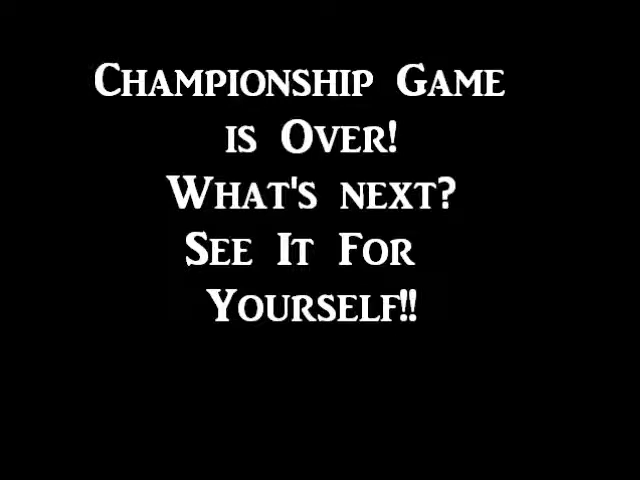 Championship Game
is Over!
What's next?
See It For
Yourself!!